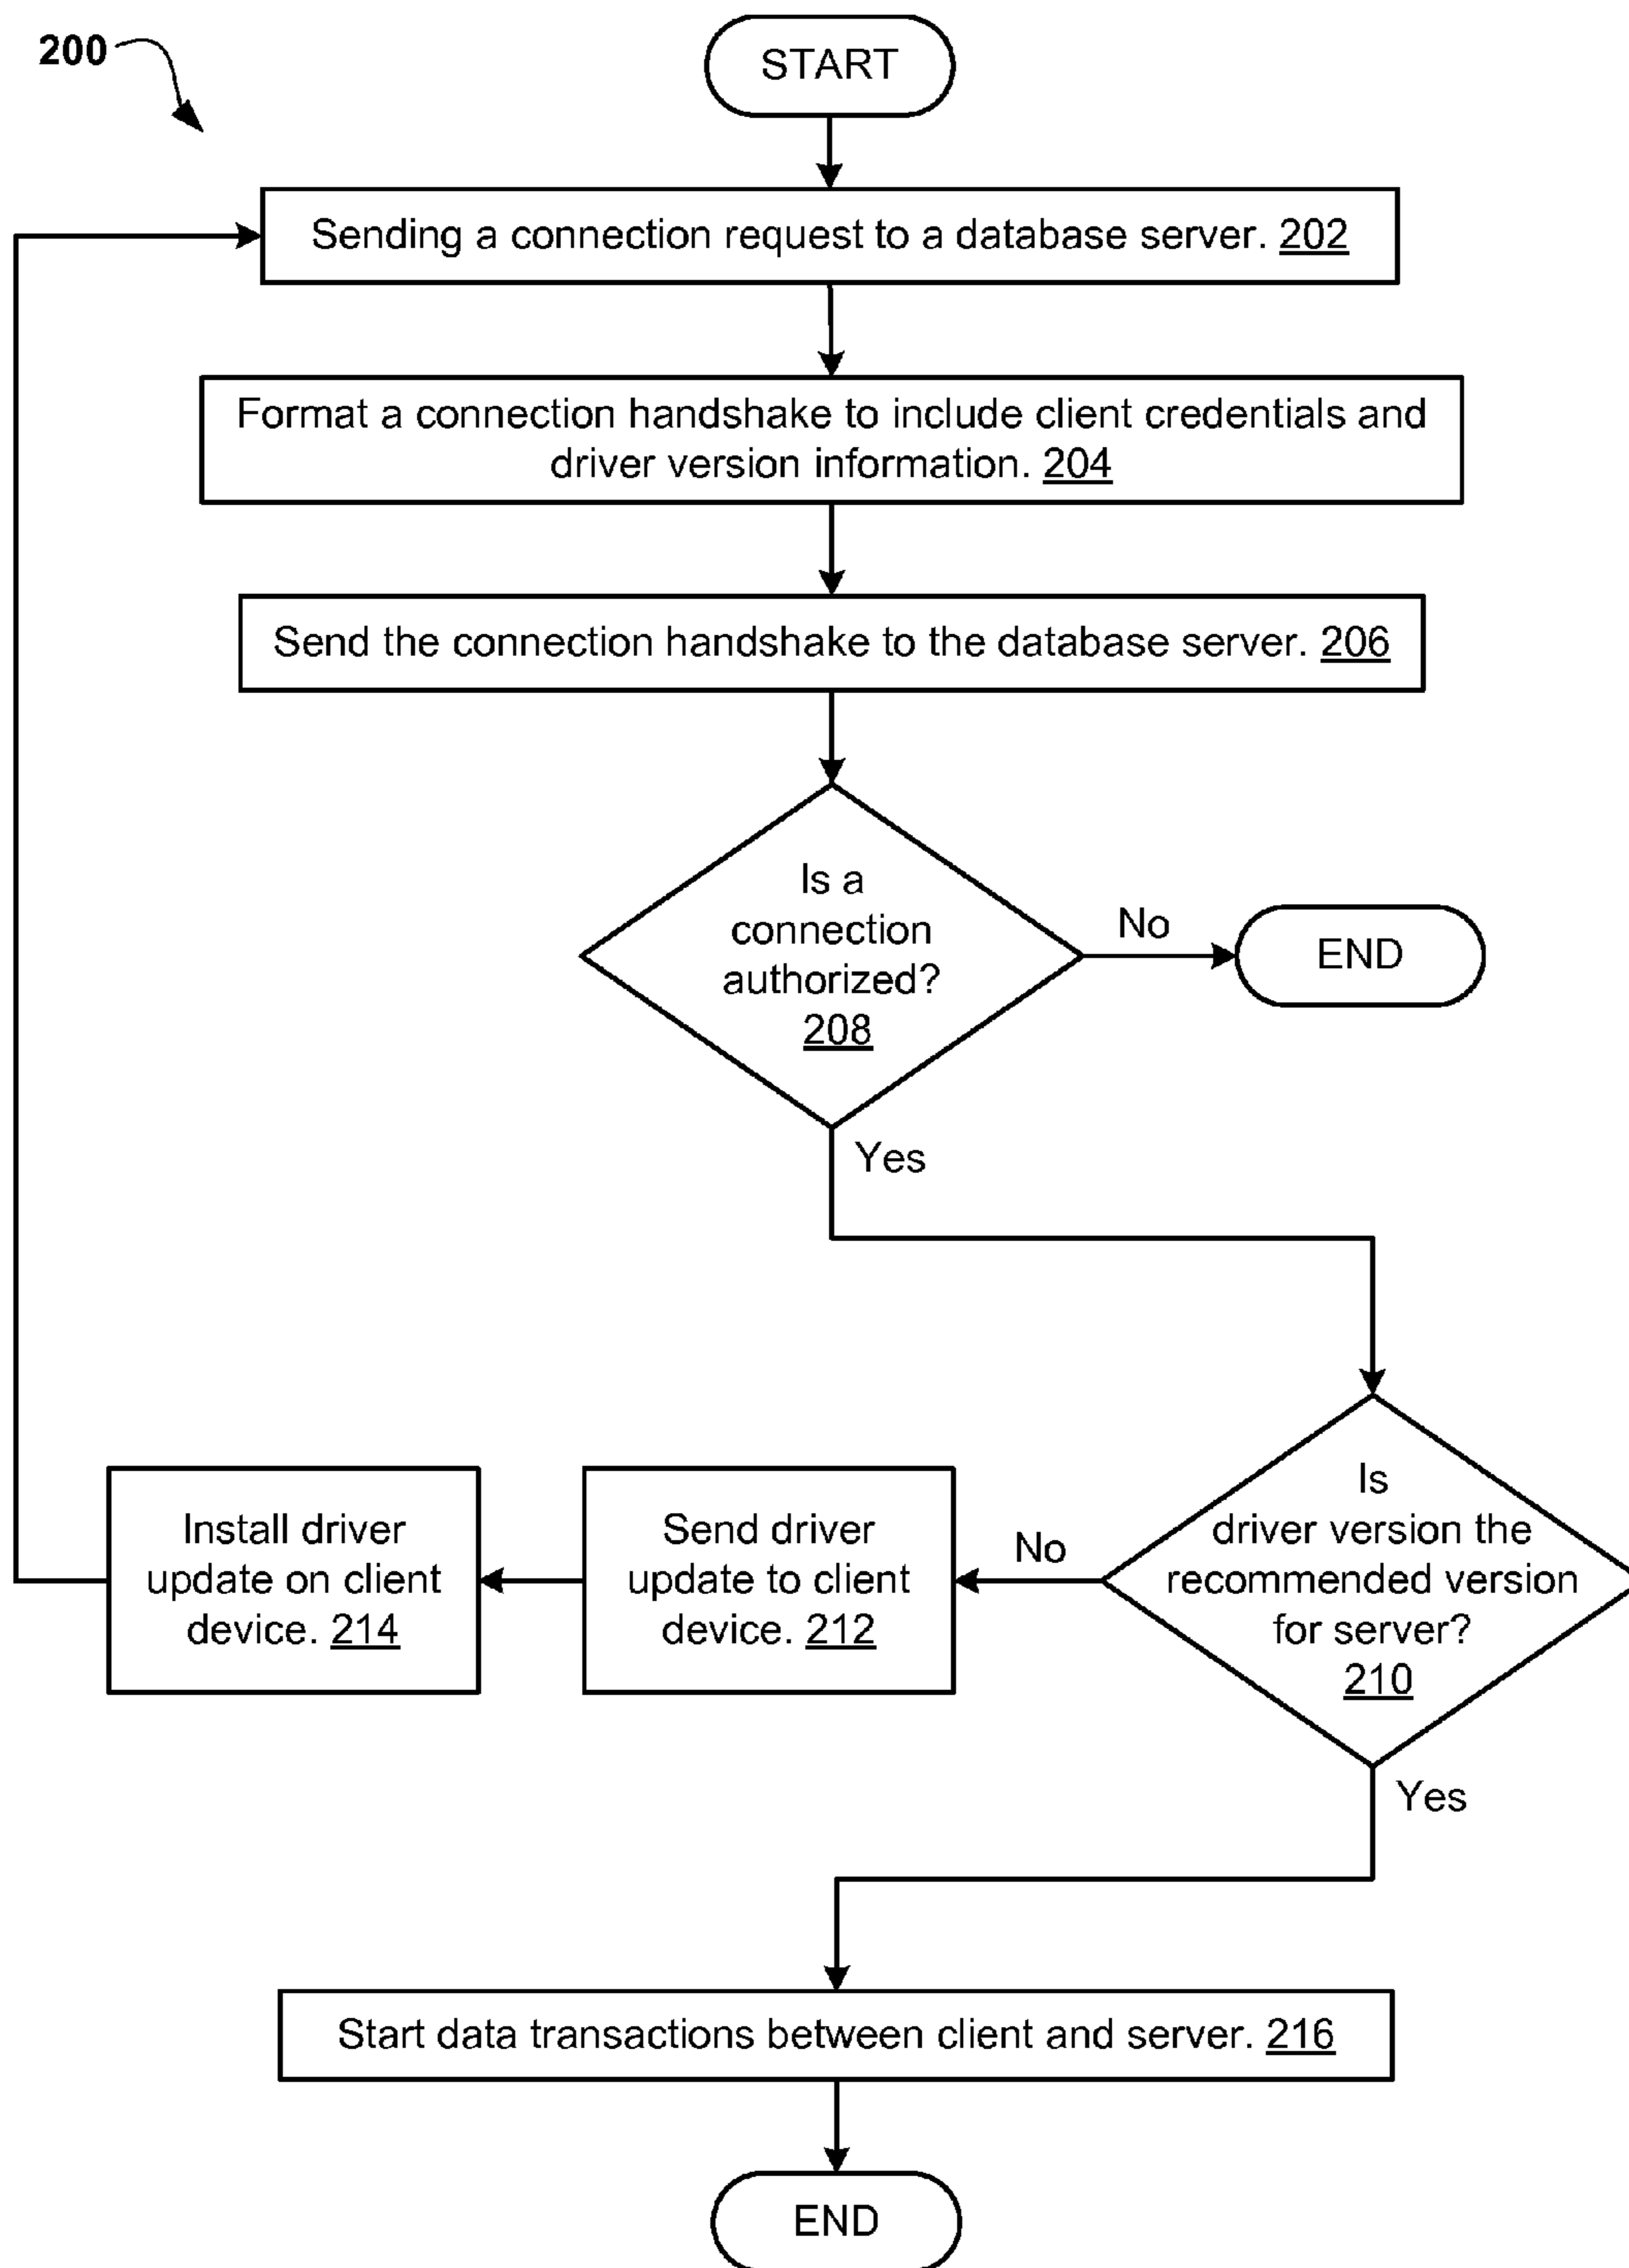 200
START
Sending a connection request to a database server. 202
Format a connection handshake to include client credentials and
driver version information. 204
Send the connection handshake to the database server. 206
Is a
connection
authorized?
208
No
END
Yes
Is
driver version the
recommended version
for server?
210
No
Send driver
update to client
device. 212
Install driver
update on client
device. 214
Yes
Start data transactions between client and server. 216
END